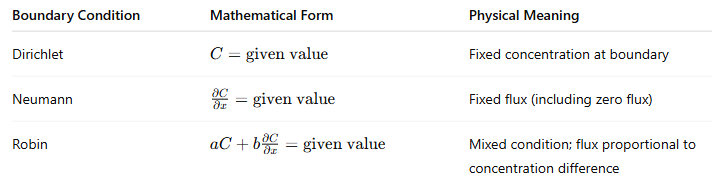 Boundary Condition Mathematical Form Physical Meaning
Dirichlet C = given value Fixed concentration at boundary
Neumann ∂C/∂x = given value Fixed flux (including zero flux)
Robin aC + b ∂C/∂x = given value Mixed condition; flux proportional to
concentration difference